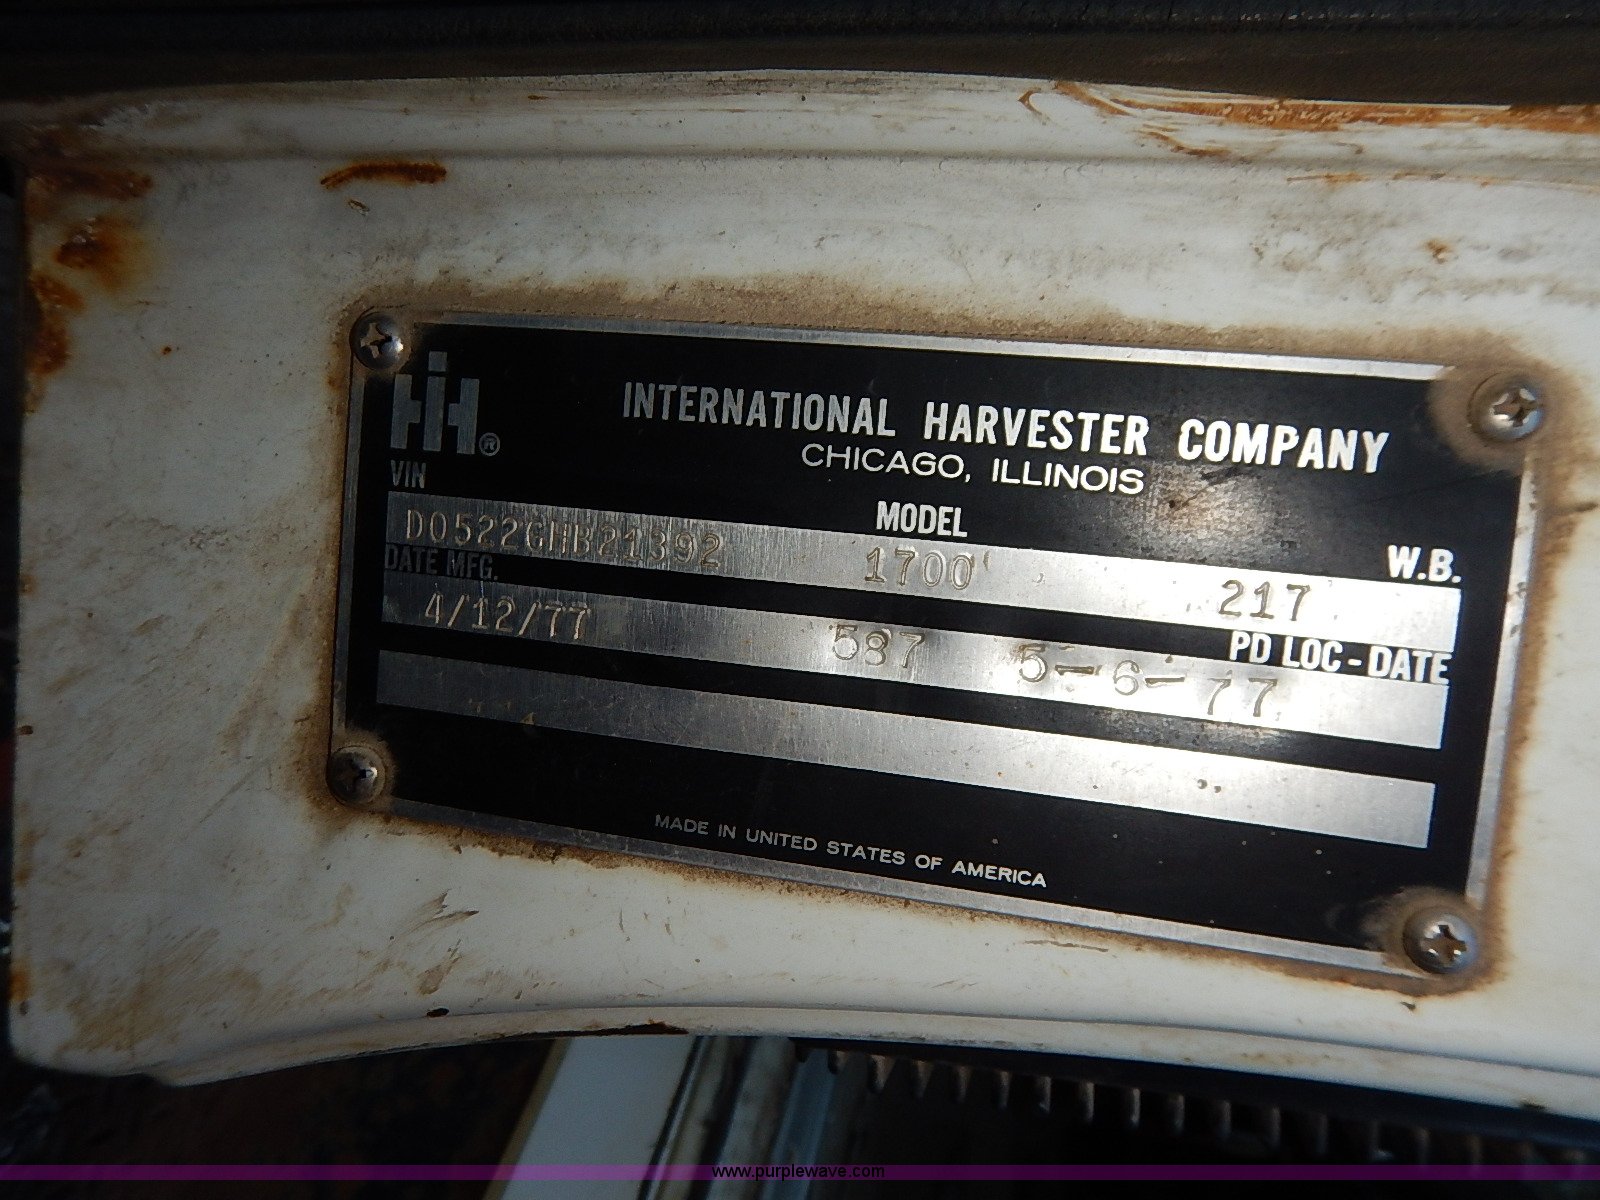 IH®
INTERNATIONAL HARVESTER COMPANY
CHICAGO, ILLINOIS
VIN MODEL W.B.
D0522GHB21392 1700 217
DATE MFG. PD LOC-DATE
4/12/77 587 5-6-77
MADE IN UNITED STATES OF AMERICA
www.purplewave.com